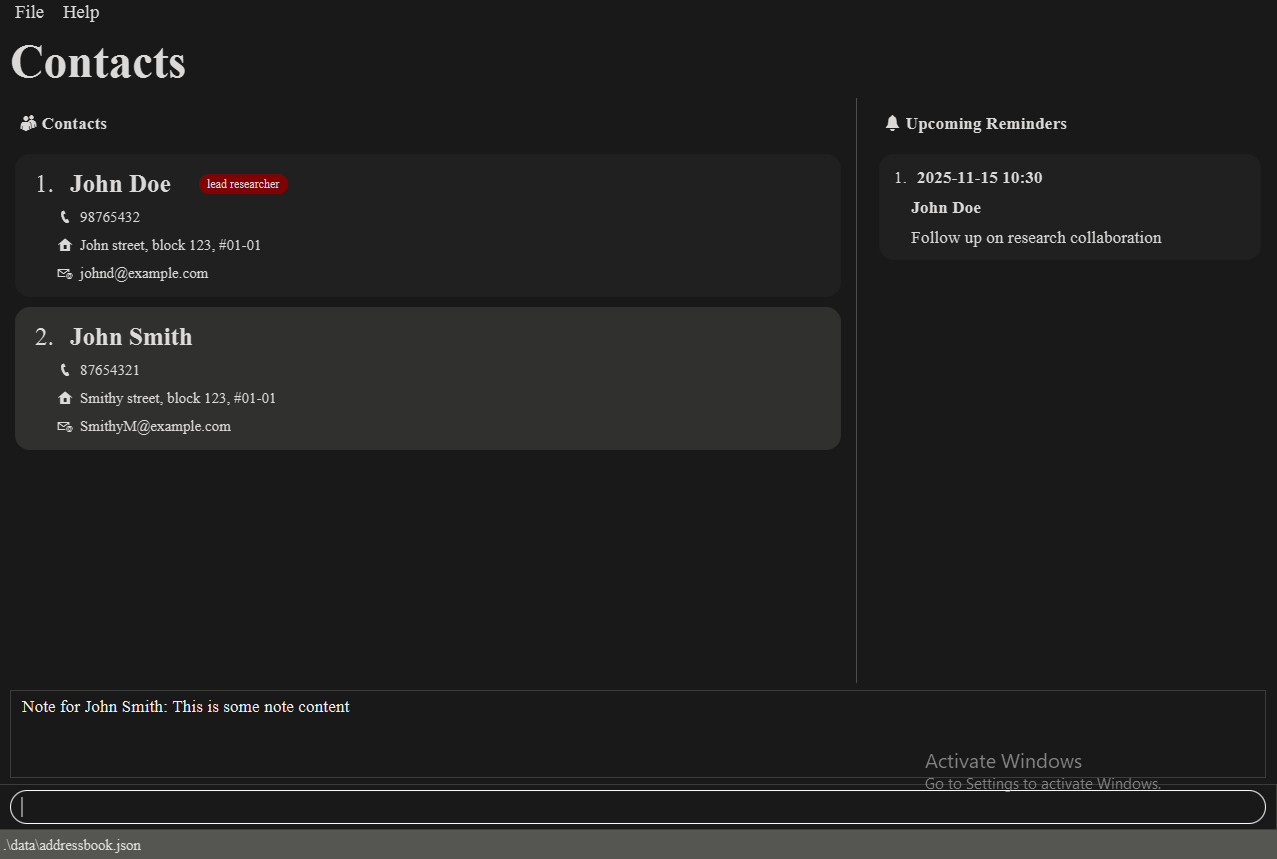 File Help
Contacts
Contacts
1. John Doe lead researcher
98765432
John street, block 123, #01-01
johnd@example.com
2. John Smith
87654321
Smithy street, block 123, #01-01
SmithyM@example.com
Upcoming Reminders
1. 2025-11-15 10:30
John Doe
Follow up on research collaboration
Note for John Smith: This is some note content
Activate Windows
Go to Settings to activate Windows.
.\data\addressbook.json